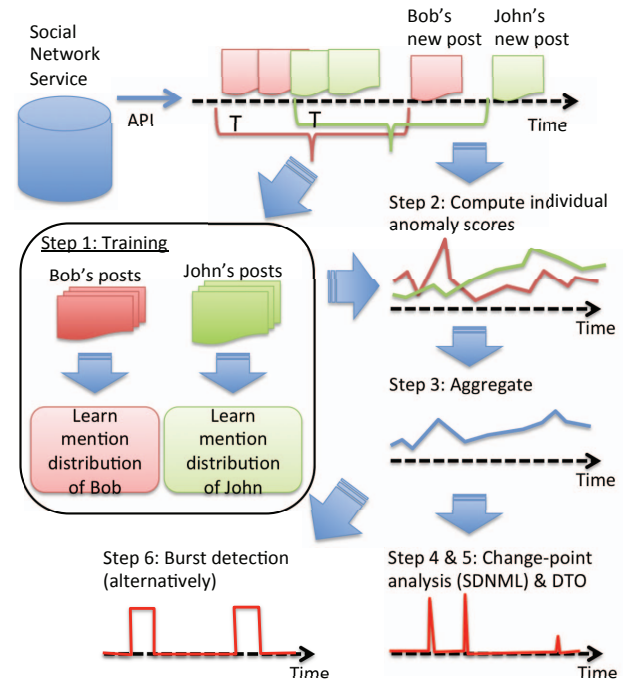 Social
Network
Service
API
Bob's
new post
John's
new post
T
T
Time
Step 2: Compute individual
anomaly scores
Step 1: Training
Bob's posts
John's posts
Time
Step 3: Aggregate
Learn
mention
distribution
of Bob
Learn
mention
distribution
of John
Time
Step 6: Burst detection
(alternatively)
Step 4 & 5: Change-point
analysis (SDNML) & DTO
Time
Time